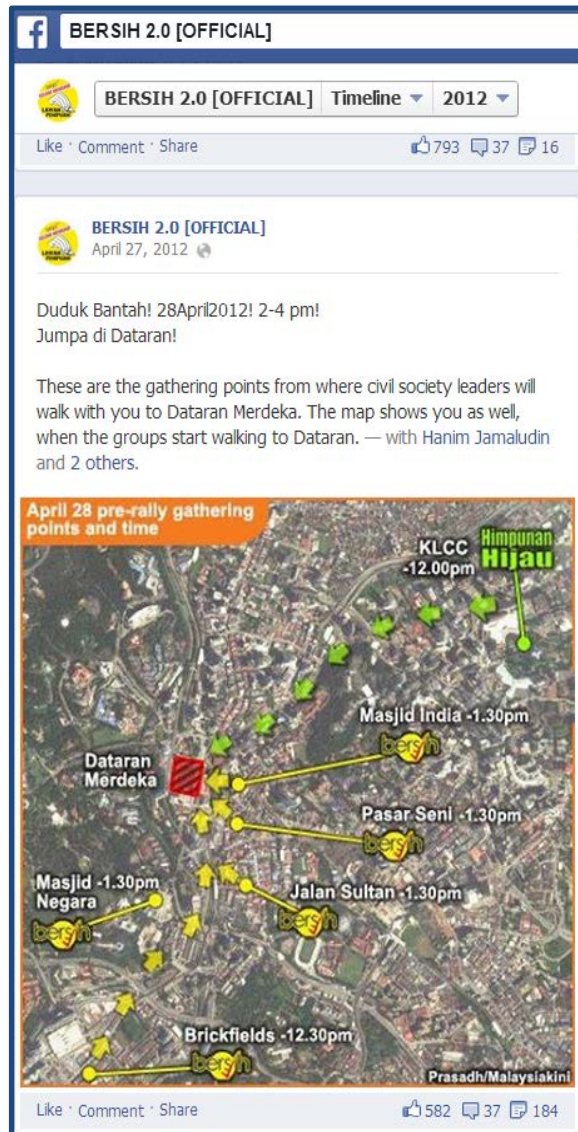 BERSIH 2.0 [OFFICIAL]
BERSIH 2.0 [OFFICIAL] Timeline 2012
Like · Comment · Share 793 37 16
BERSIH 2.0 [OFFICIAL]
April 27, 2012
Duduk Bantah! 28April2012! 2-4 pm!
Jumpa di Dataran!
These are the gathering points from where civil society leaders will
walk with you to Dataran Merdeka. The map shows you as well,
when the groups start walking to Dataran. — with Hanim Jamaludin
and 2 others.
April 28 pre-rally gathering
points and time
KLCC
-12.00pm
Himpunan
Hijau
Masjid India -1.30pm
bersih
Dataran
Merdeka
Pasar Seni -1.30pm
bersih
Masjid -1.30pm
Negara
bersih
Jalan Sultan -1.30pm
bersih
Brickfields -12.30pm
bersih
Prasadh/Malaysiakini
Like · Comment · Share 582 37 184